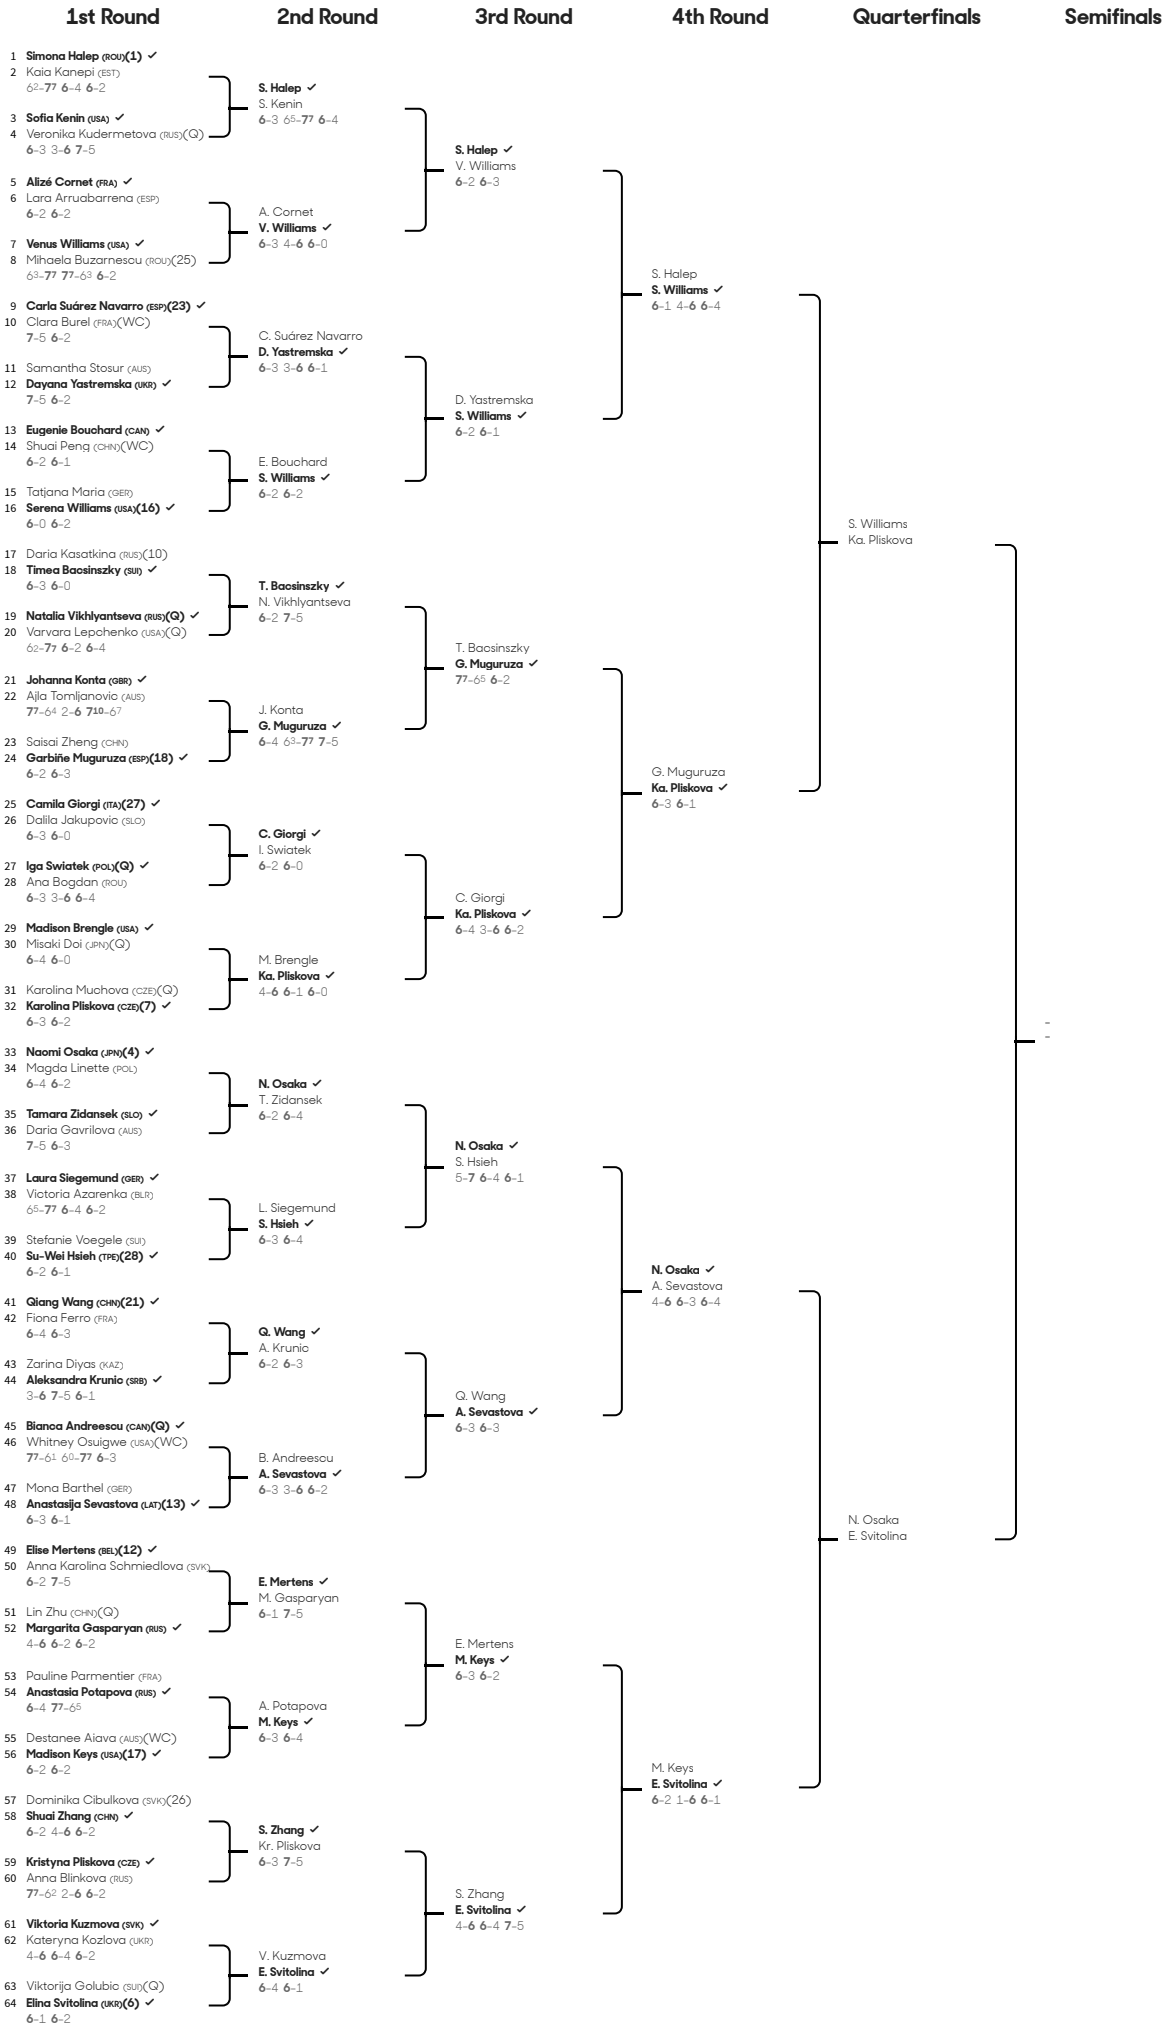 1st Round
2nd Round
3rd Round
4th Round
Quarterfinals
Semifinals
1 Simona Halep (ROU)(1) ✓
2 Kaia Kanepi (EST)
6²-7⁷ 6-4 6-2
3 Sofia Kenin (USA) ✓
4 Veronika Kudermetova (RUS)(Q)
6-3 3-6 7-5
5 Alizé Cornet (FRA) ✓
6 Lara Arruabarrena (ESP)
6-2 6-2
7 Venus Williams (USA) ✓
8 Mihaela Buzarnescu (ROU)(25)
6³-7⁷ 7⁷-6³ 6-2
9 Carla Suárez Navarro (ESP)(23) ✓
10 Clara Burel (FRA)(WC)
7-5 6-2
11 Samantha Stosur (AUS)
12 Dayana Yastremska (UKR) ✓
7-5 6-2
13 Eugenie Bouchard (CAN) ✓
14 Shuai Peng (CHN)(WC)
6-2 6-1
15 Tatjana Maria (GER)
16 Serena Williams (USA)(16) ✓
6-0 6-2
17 Daria Kasatkina (RUS)(10)
18 Timea Bacsinszky (SUI) ✓
6-3 6-0
19 Natalia Vikhlyantseva (RUS)(Q) ✓
20 Varvara Lepchenko (USA)(Q)
6²-7⁷ 6-2 6-4
21 Johanna Konta (GBR) ✓
22 Ajla Tomljanovic (AUS)
7⁷-6⁴ 2-6 7¹⁰-6⁷
23 Saisai Zheng (CHN)
24 Garbiñe Muguruza (ESP)(18) ✓
6-2 6-3
25 Camila Giorgi (ITA)(27) ✓
26 Dalila Jakupovic (SLO)
6-3 6-0
27 Iga Swiatek (POL)(Q) ✓
28 Ana Bogdan (ROU)
6-3 3-6 6-4
29 Madison Brengle (USA) ✓
30 Misaki Doi (JPN)(Q)
6-4 6-0
31 Karolina Muchova (CZE)(Q)
32 Karolina Pliskova (CZE)(7) ✓
6-3 6-2
33 Naomi Osaka (JPN)(4) ✓
34 Magda Linette (POL)
6-4 6-2
35 Tamara Zidansek (SLO) ✓
36 Daria Gavrilova (AUS)
7-5 6-3
37 Laura Siegemund (GER) ✓
38 Victoria Azarenka (BLR)
6⁵-7⁷ 6-4 6-2
39 Stefanie Voegele (SUI)
40 Su-Wei Hsieh (TPE)(28) ✓
6-2 6-1
41 Qiang Wang (CHN)(21) ✓
42 Fiona Ferro (FRA)
6-4 6-3
43 Zarina Diyas (KAZ)
44 Aleksandra Krunic (SRB) ✓
3-6 7-5 6-1
45 Bianca Andreescu (CAN)(Q) ✓
46 Whitney Osuigwe (USA)(WC)
7⁷-6¹ 6⁰-7⁷ 6-3
47 Mona Barthel (GER)
48 Anastasija Sevastova (LAT)(13) ✓
6-3 6-1
49 Elise Mertens (BEL)(12) ✓
50 Anna Karolina Schmiedlova (SVK)
6-2 7-5
51 Lin Zhu (CHN)(Q)
52 Margarita Gasparyan (RUS) ✓
4-6 6-2 6-2
53 Pauline Parmentier (FRA)
54 Anastasia Potapova (RUS) ✓
6-4 7⁷-6⁵
55 Destanee Aiava (AUS)(WC)
56 Madison Keys (USA)(17) ✓
6-2 6-2
57 Dominika Cibulkova (SVK)(26)
58 Shuai Zhang (CHN) ✓
6-2 4-6 6-2
59 Kristyna Pliskova (CZE) ✓
60 Anna Blinkova (RUS)
7⁷-6² 2-6 6-2
61 Viktoria Kuzmova (SVK) ✓
62 Kateryna Kozlova (UKR)
4-6 6-4 6-2
63 Viktorija Golubic (SUI)(Q)
64 Elina Svitolina (UKR)(6) ✓
6-1 6-2
S. Halep ✓
S. Kenin
6-3 6⁵-7⁷ 6-4
A. Cornet
V. Williams ✓
6-3 4-6 6-0
C. Suárez Navarro
D. Yastremska ✓
6-3 3-6 6-1
E. Bouchard
S. Williams ✓
6-2 6-2
T. Bacsinszky ✓
N. Vikhlyantseva
6-2 7-5
J. Konta
G. Muguruza ✓
6-4 6³-7⁷ 7-5
C. Giorgi ✓
I. Swiatek
6-2 6-0
M. Brengle
Ka. Pliskova ✓
4-6 6-1 6-0
N. Osaka ✓
T. Zidansek
6-2 6-4
L. Siegemund
S. Hsieh ✓
6-3 6-4
Q. Wang ✓
A. Krunic
6-2 6-3
B. Andreescu
A. Sevastova ✓
6-3 3-6 6-2
E. Mertens ✓
M. Gasparyan
6-1 7-5
A. Potapova
M. Keys ✓
6-3 6-4
S. Zhang ✓
Kr. Pliskova
6-3 7-5
V. Kuzmova
E. Svitolina ✓
6-4 6-1
S. Halep ✓
V. Williams
6-2 6-3
D. Yastremska
S. Williams ✓
6-2 6-1
T. Bacsinszky
G. Muguruza ✓
7⁷-6⁵ 6-2
C. Giorgi
Ka. Pliskova ✓
6-4 3-6 6-2
N. Osaka ✓
S. Hsieh
5-7 6-4 6-1
Q. Wang
A. Sevastova ✓
6-3 6-3
E. Mertens
M. Keys ✓
6-3 6-2
S. Zhang
E. Svitolina ✓
4-6 6-4 7-5
S. Halep
S. Williams ✓
6-1 4-6 6-4
G. Muguruza
Ka. Pliskova ✓
6-3 6-1
N. Osaka ✓
A. Sevastova
4-6 6-3 6-4
M. Keys
E. Svitolina ✓
6-2 1-6 6-1
S. Williams
Ka. Pliskova
N. Osaka
E. Svitolina
-
-